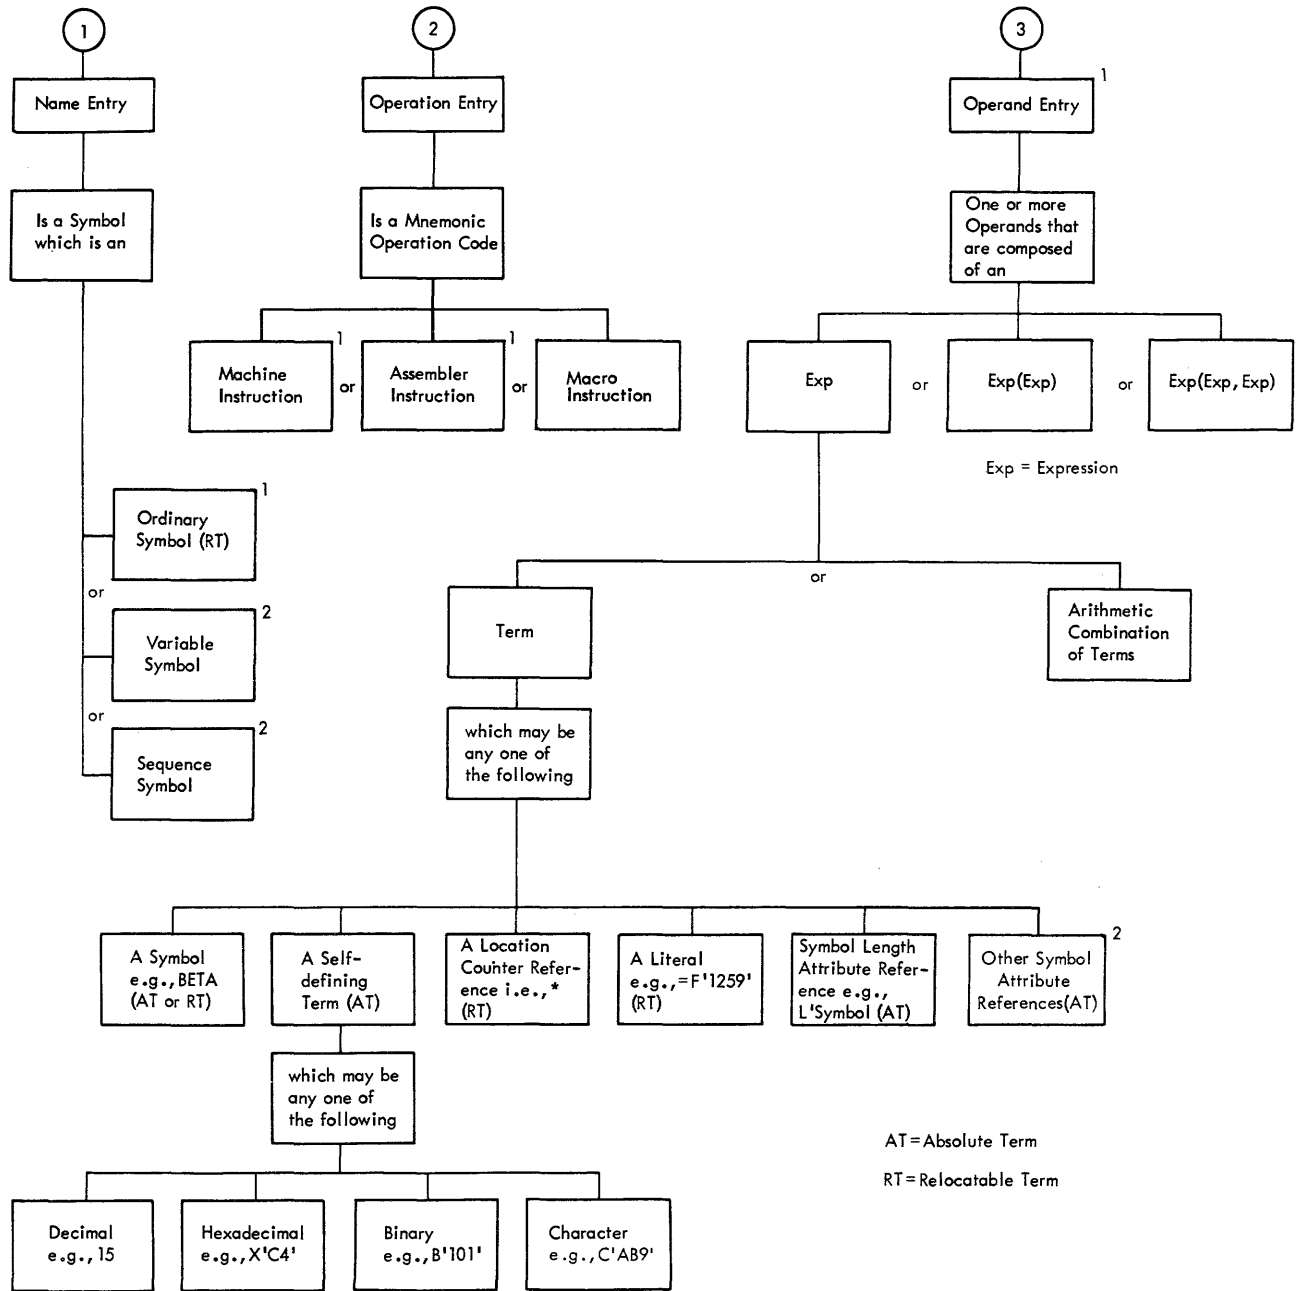 1
2
3
Name Entry
Operation Entry
Operand Entry
1
Is a Symbol
which is an
Is a Mnemonic
Operation Code
One or more
Operands that
are composed
of an
Machine
Instruction
1
or
Assembler
Instruction
1
or
Macro
Instruction
Exp
or
Exp(Exp)
or
Exp(Exp, Exp)
Exp = Expression
Ordinary
Symbol (RT)
1
or
Variable
Symbol
2
or
Sequence
Symbol
2
or
Term
Arithmetic
Combination
of Terms
which may be
any one of
the following
A Symbol
e.g., BETA
(AT or RT)
A Self-
defining
Term (AT)
A Location
Counter Refer-
ence i.e., *
(RT)
A Literal
e.g., =F'1259'
(RT)
Symbol Length
Attribute Refer-
ence e.g.,
L'Symbol (AT)
Other Symbol
Attribute
References(AT)
2
which may be
any one of
the following
AT=Absolute Term
RT=Relocatable Term
Decimal
e.g., 15
Hexadecimal
e.g., X'C4'
Binary
e.g., B'101'
Character
e.g., C'AB9'